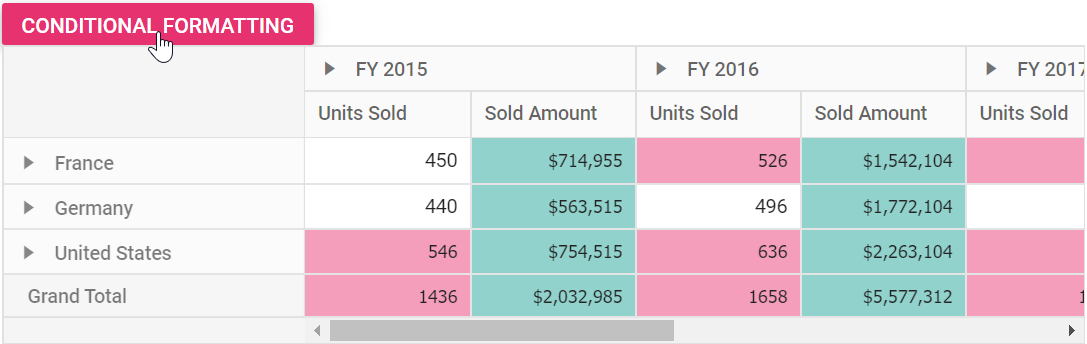 CONDITIONAL FORMATTING
FY 2015 FY 2016 FY 2017
Units Sold Sold Amount Units Sold Sold Amount Units Sold
France 450 $714,955 526 $1,542,104
Germany 440 $563,515 496 $1,772,104
United States 546 $754,515 636 $2,263,104
Grand Total 1436 $2,032,985 1658 $5,577,312